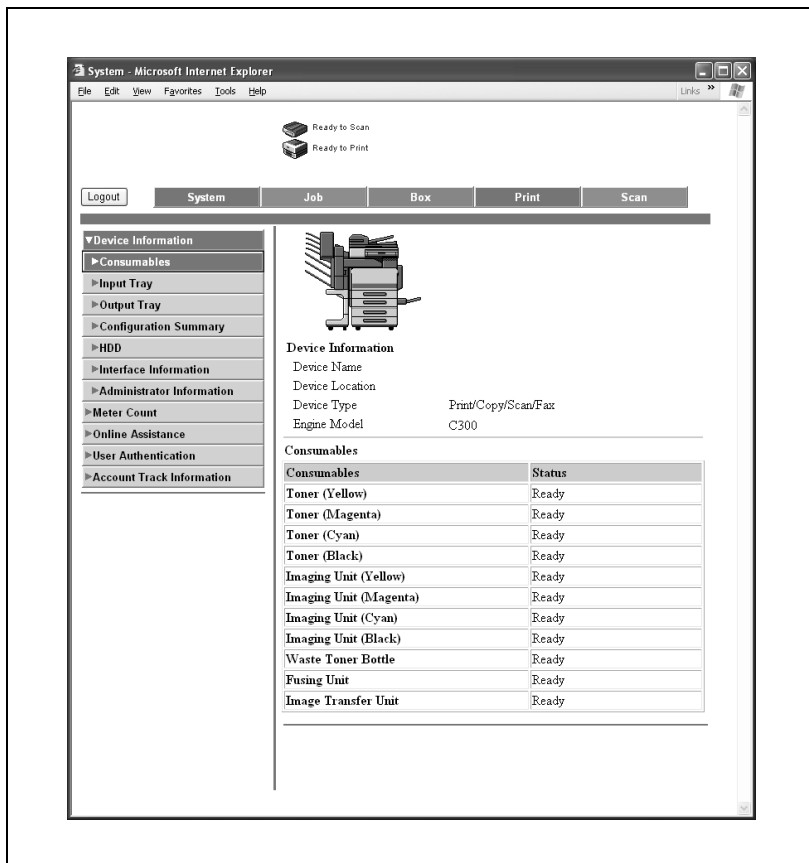 System - Microsoft Internet Explorer
File Edit View Favorites Tools Help
Links »
Ready to Scan
Ready to Print
Logout System Job Box Print Scan
▼Device Information
▶Consumables
▶Input Tray
▶Output Tray
▶Configuration Summary
▶HDD
▶Interface Information
▶Administrator Information
▶Meter Count
▶Online Assistance
▶User Authentication
▶Account Track Information
Device Information
Device Name
Device Location
Device Type Print/Copy/Scan/Fax
Engine Model C300
Consumables
Consumables Status
Toner (Yellow) Ready
Toner (Magenta) Ready
Toner (Cyan) Ready
Toner (Black) Ready
Imaging Unit (Yellow) Ready
Imaging Unit (Magenta) Ready
Imaging Unit (Cyan) Ready
Imaging Unit (Black) Ready
Waste Toner Bottle Ready
Fusing Unit Ready
Image Transfer Unit Ready